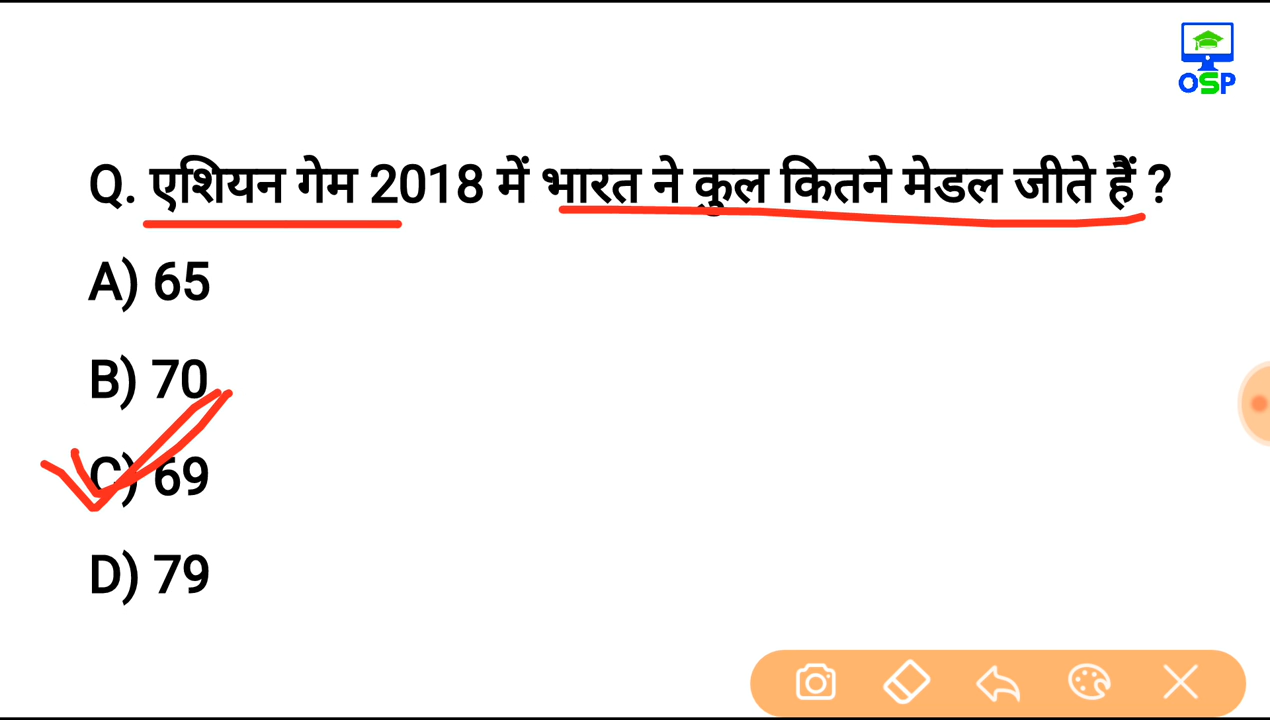 OSP
Q. एशियन गेम 2018 में भारत ने कुल कितने मेडल जीते हैं ?
A) 65
B) 70
C) 69
D) 79